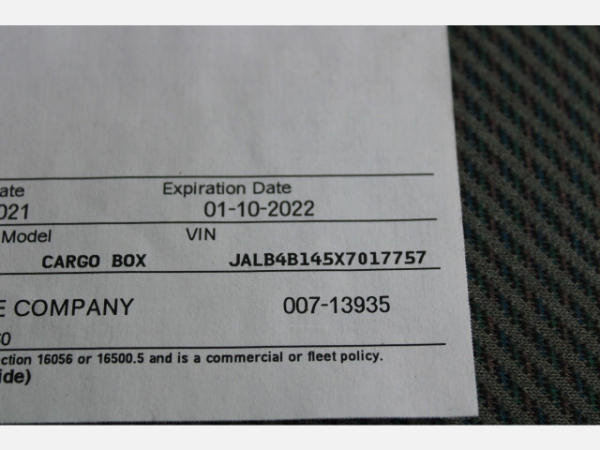 ate Expiration Date
021 01-10-2022
Model VIN
CARGO BOX JALB4B145X7017757
E COMPANY 007-13935
0
ction 16056 or 16500.5 and is a commercial or fleet policy.
ide)